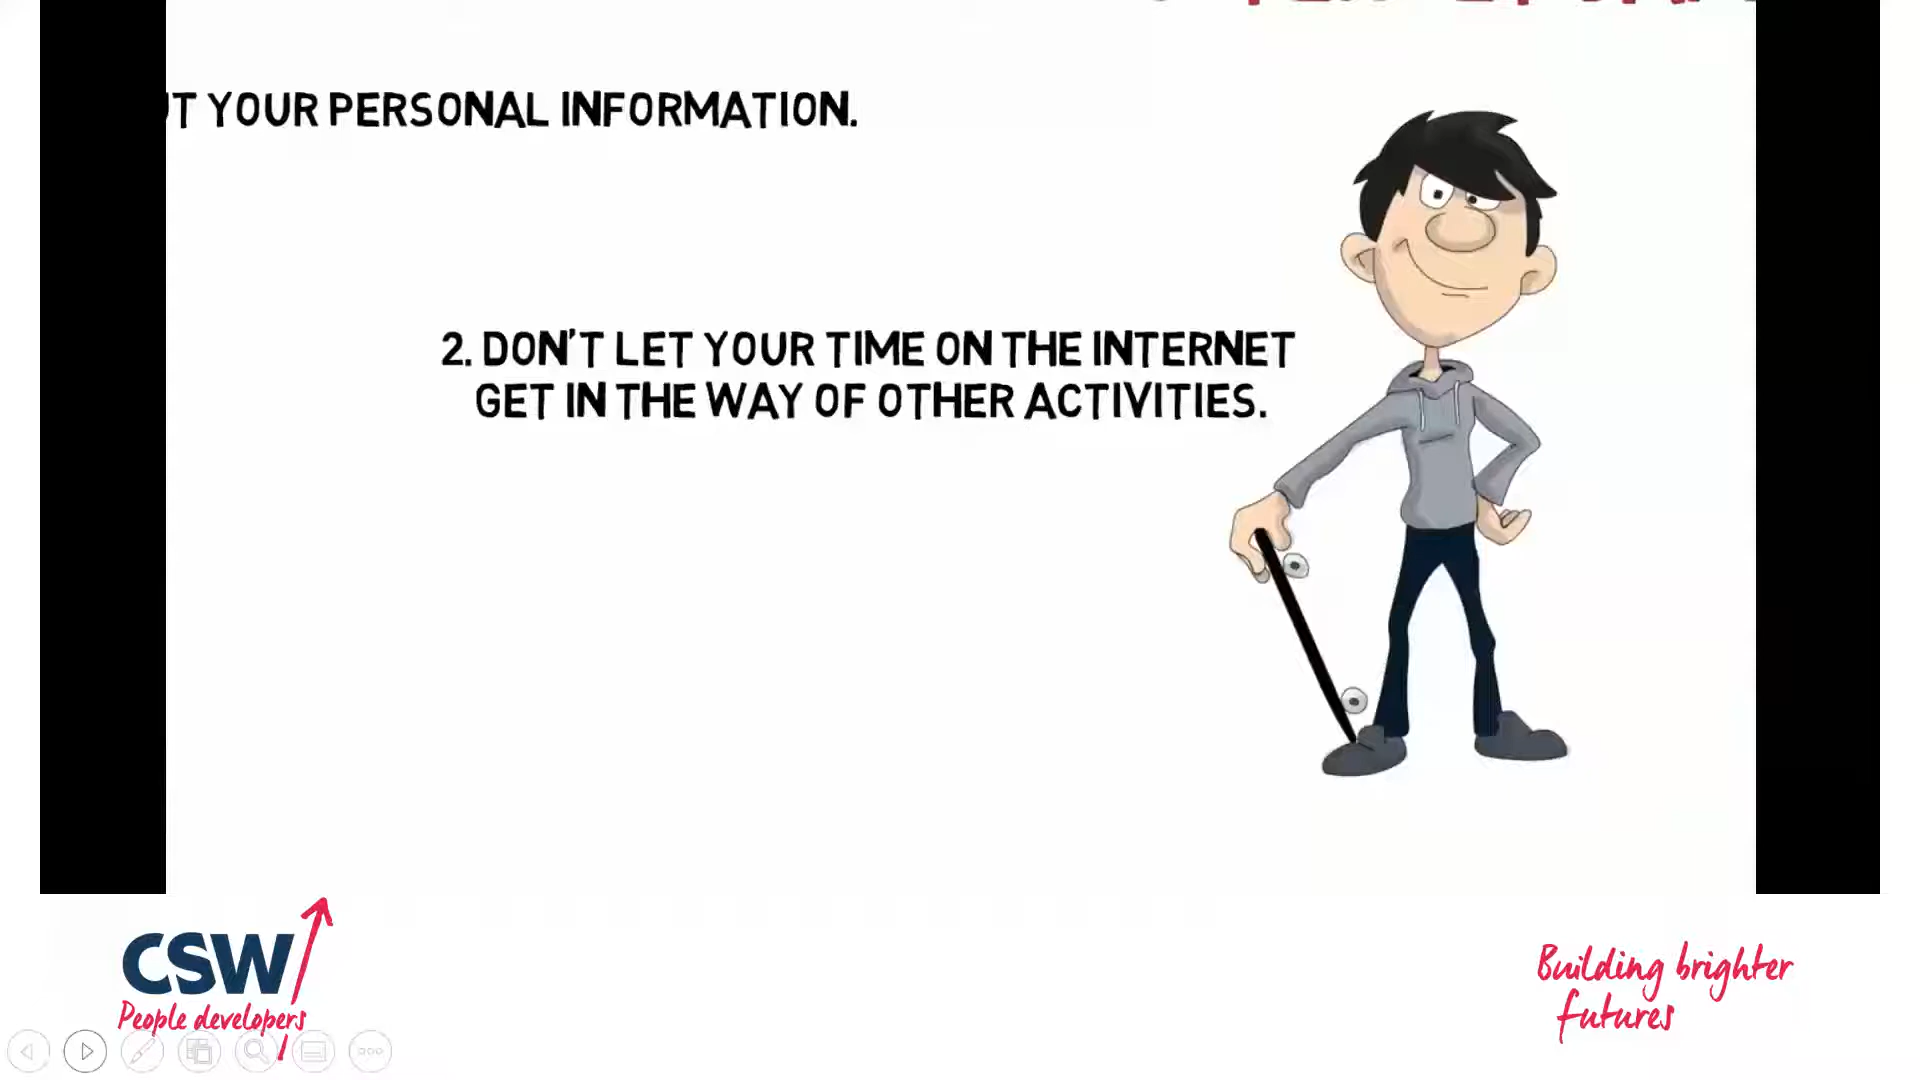 YOUR PERSONAL INFORMATION.
2. DON'T LET YOUR TIME ON THE INTERNET
GET IN THE WAY OF OTHER ACTIVITIES.
CSW
People developers
Building brighter
futures